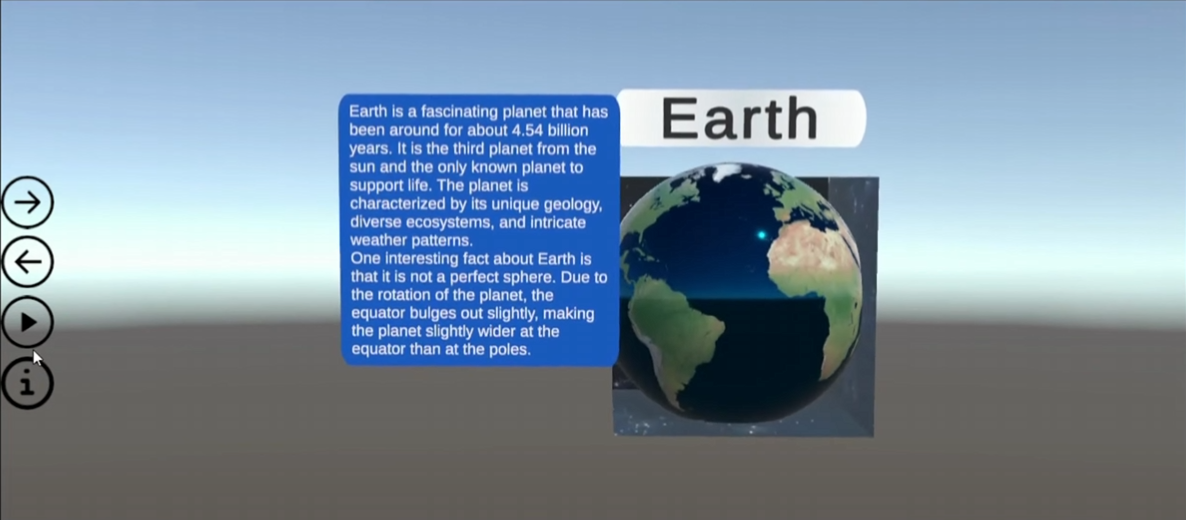 Earth
Earth is a fascinating planet that has
been around for about 4.54 billion
years. It is the third planet from the
sun and the only known planet to
support life. The planet is
characterized by its unique geology,
diverse ecosystems, and intricate
weather patterns.
One interesting fact about Earth is
that it is not a perfect sphere. Due to
the rotation of the planet, the
equator bulges out slightly, making
the planet slightly wider at the
equator than at the poles.